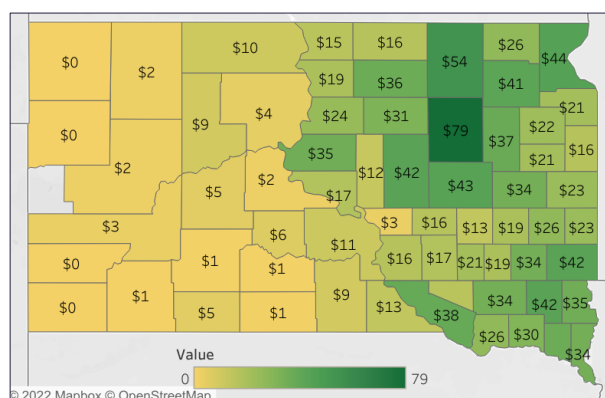 $0 $2 $10 $15 $16 $54 $26 $44
$19 $36 $41
$0 $9 $4 $24 $31 $79 $37 $22 $21
$2 $35 $12 $42 $21 $16
$5 $2 $17 $43 $34 $23
$3 $6 $11 $3 $16 $13 $19 $26 $23
$0 $1 $1 $16 $17 $21 $19 $34 $42
$0 $1 $5 $1 $9 $13 $38 $34 $42 $35
$26 $30 $34
Value
0 79
© 2022 Mapbox © OpenStreetMap